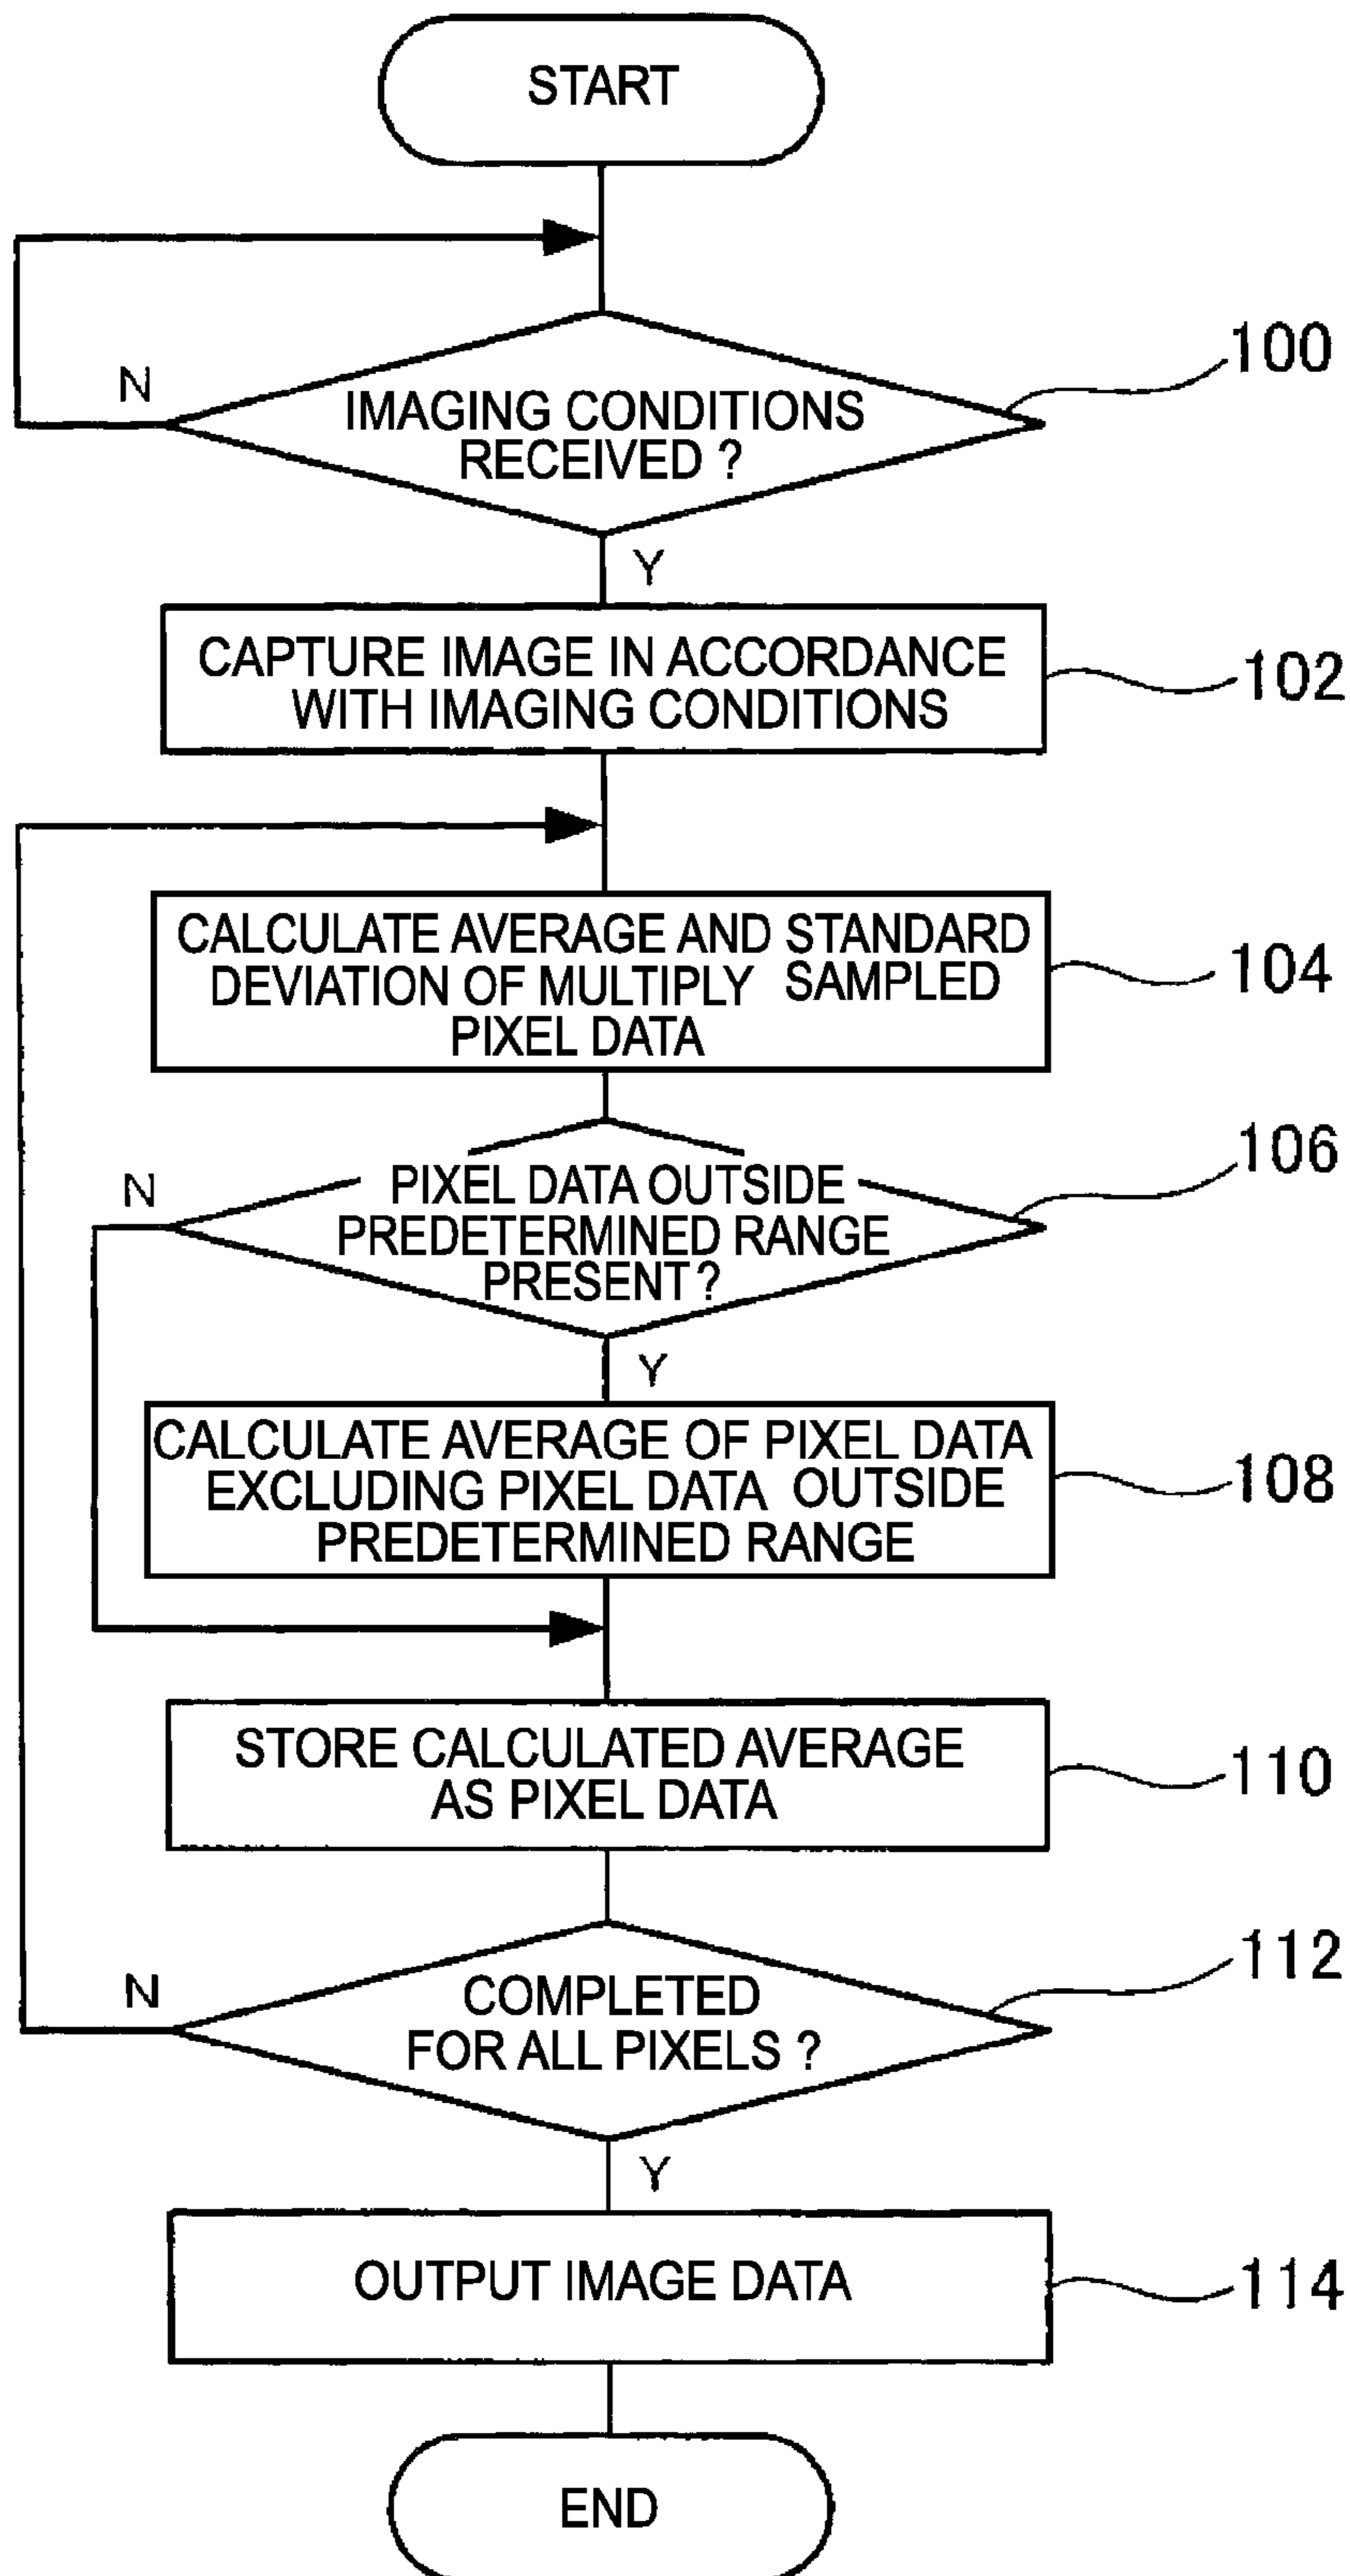 START
N
100
IMAGING CONDITIONS
RECEIVED ?
Y
CAPTURE IMAGE IN ACCORDANCE
WITH IMAGING CONDITIONS
102
CALCULATE AVERAGE AND STANDARD
DEVIATION OF MULTIPLY SAMPLED
PIXEL DATA
104
N
106
PIXEL DATA OUTSIDE
PREDETERMINED RANGE
PRESENT ?
Y
CALCULATE AVERAGE OF PIXEL DATA
EXCLUDING PIXEL DATA OUTSIDE
PREDETERMINED RANGE
108
STORE CALCULATED AVERAGE
AS PIXEL DATA
110
N
112
COMPLETED
FOR ALL PIXELS ?
Y
OUTPUT IMAGE DATA
114
END